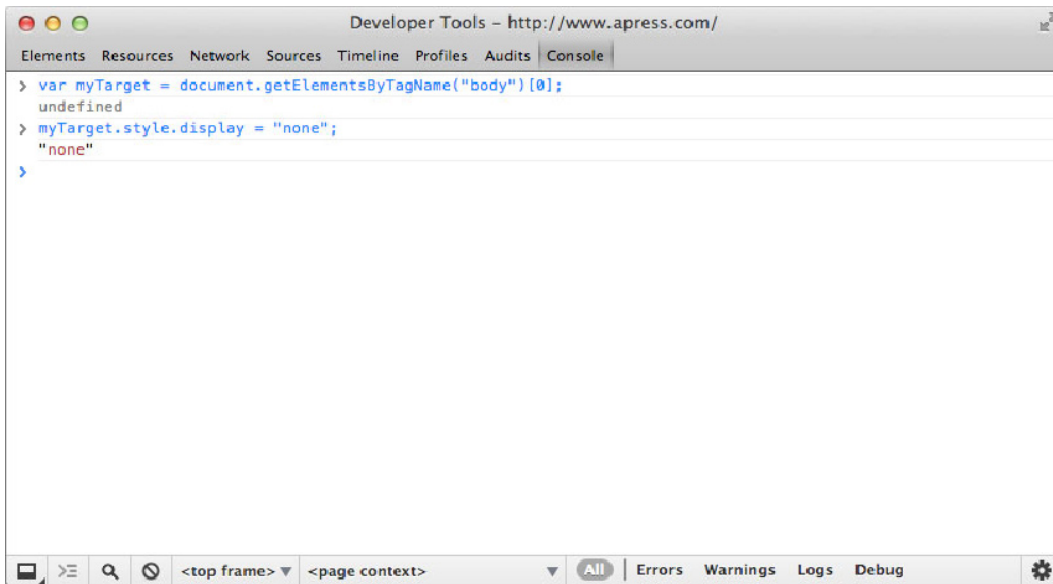 Developer Tools – http://www.apress.com/
Elements Resources Network Sources Timeline Profiles Audits Console
> var myTarget = document.getElementsByTagName("body")[0];
undefined
> myTarget.style.display = "none";
"none"
>
<top frame> ▼ <page context> ▼ All Errors Warnings Logs Debug